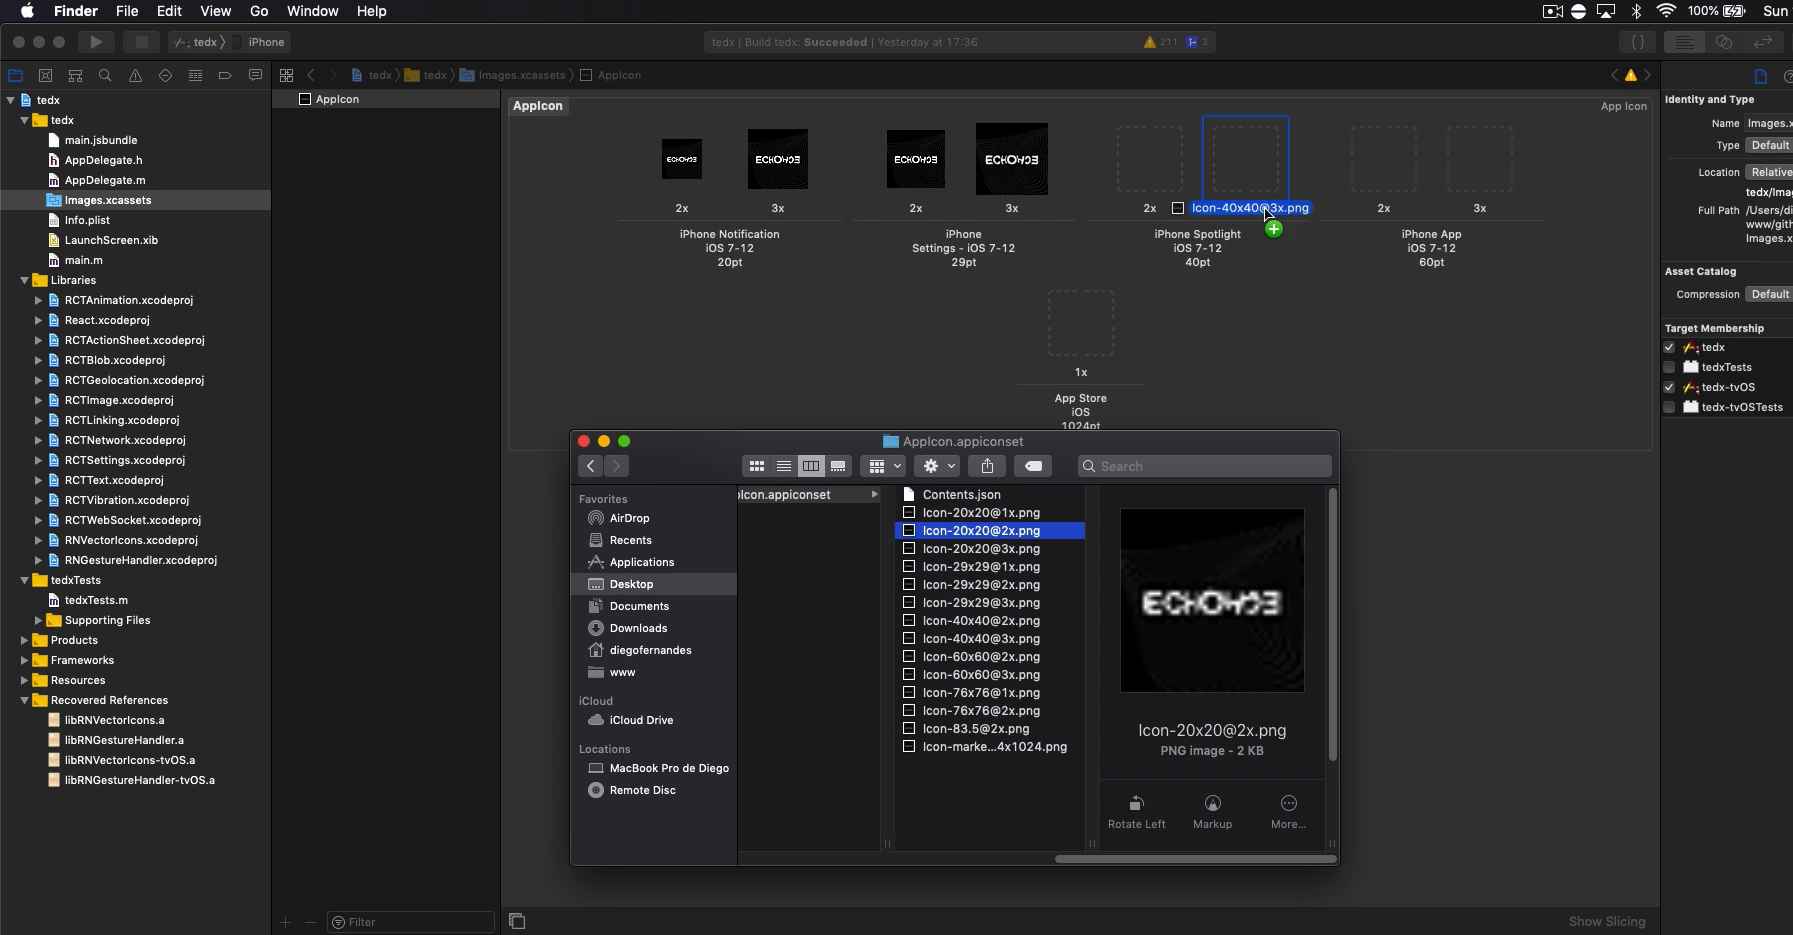 Finder File Edit View Go Window Help 100% Sun
tedx 〉 iPhone tedx | Build tedx: Succeeded | Yesterday at 17:36 211 3
tedx 〉 tedx 〉 Images.xcassets 〉 AppIcon
tedx
tedx
main.jsbundle
AppDelegate.h
AppDelegate.m
Images.xcassets
Info.plist
LaunchScreen.xib
main.m
Libraries
RCTAnimation.xcodeproj
React.xcodeproj
RCTActionSheet.xcodeproj
RCTBlob.xcodeproj
RCTGeolocation.xcodeproj
RCTImage.xcodeproj
RCTLinking.xcodeproj
RCTNetwork.xcodeproj
RCTSettings.xcodeproj
RCTText.xcodeproj
RCTVibration.xcodeproj
RCTWebSocket.xcodeproj
RNVectorIcons.xcodeproj
RNGestureHandler.xcodeproj
tedxTests
tedxTests.m
Supporting Files
Products
Frameworks
Resources
Recovered References
libRNVectorIcons.a
libRNGestureHandler.a
libRNVectorIcons-tvOS.a
libRNGestureHandler-tvOS.a
AppIcon
Filter
AppIcon App Icon
2x 3x 2x 3x 2x Icon-40x40@3x.png 2x 3x
iPhone Notification
iOS 7-12
20pt
iPhone
Settings - iOS 7-12
29pt
iPhone Spotlight
iOS 7-12
40pt
iPhone App
iOS 7-12
60pt
1x
App Store
iOS
1024pt
AppIcon.appiconset
Search
Favorites
AirDrop
Recents
Applications
Desktop
Documents
Downloads
diegofernandes
www
iCloud
iCloud Drive
Locations
MacBook Pro de Diego
Remote Disc
pIcon.appiconset
Contents.json
Icon-20x20@1x.png
Icon-20x20@2x.png
Icon-20x20@3x.png
Icon-29x29@1x.png
Icon-29x29@2x.png
Icon-29x29@3x.png
Icon-40x40@2x.png
Icon-40x40@3x.png
Icon-60x60@2x.png
Icon-60x60@3x.png
Icon-76x76@1x.png
Icon-76x76@2x.png
Icon-83.5@2x.png
Icon-marke...4x1024.png
Icon-20x20@2x.png
PNG image - 2 KB
Rotate Left Markup More...
Show Slicing
Identity and Type
Name Images.x
Type Default
Location Relative
tedx/Ima
Full Path /Users/di
www/gith
Images.x
Asset Catalog
Compression Default
Target Membership
tedx
tedxTests
tedx-tvOS
tedx-tvOSTests